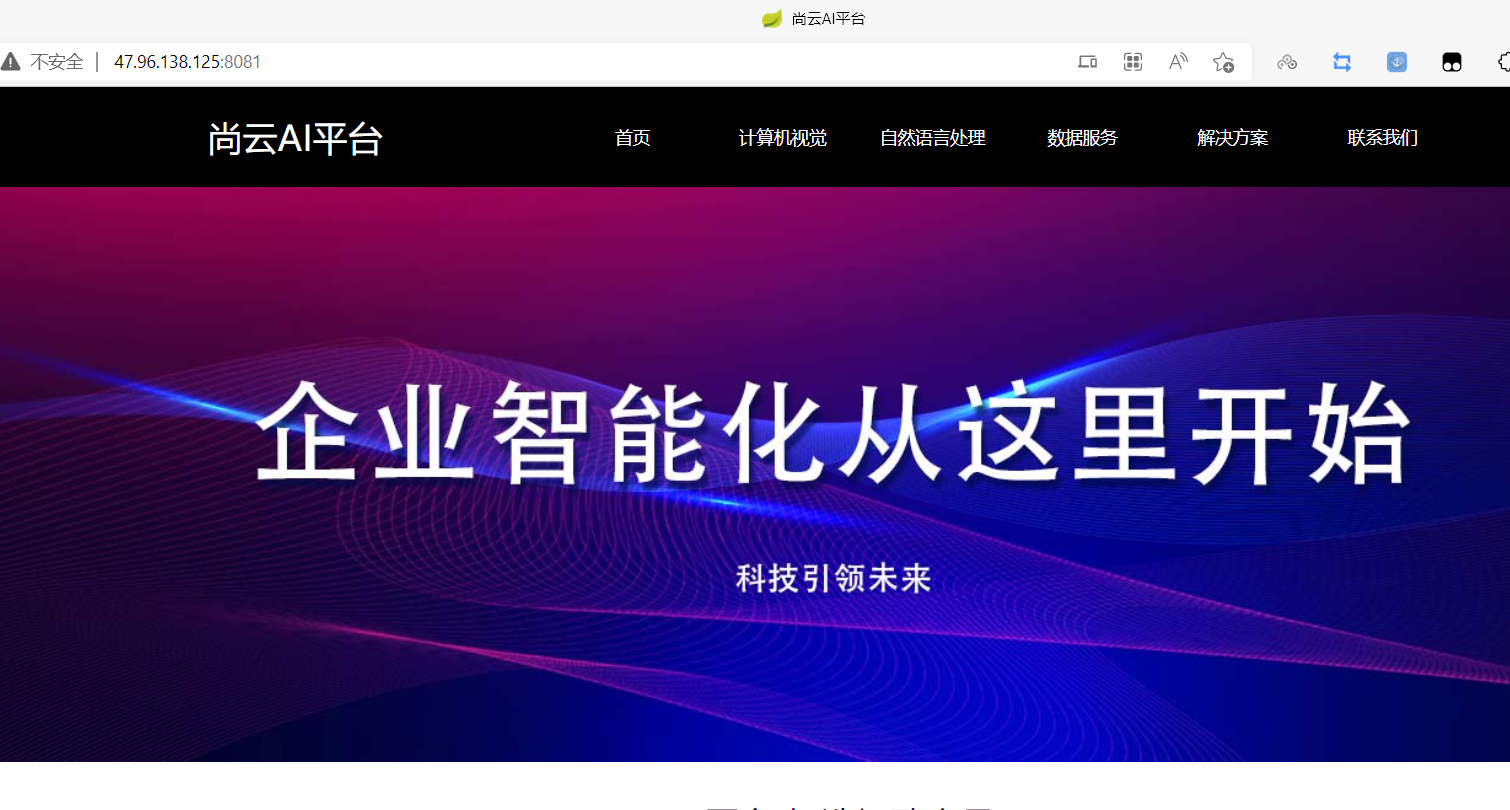 尚云AI平台
不安全 47.96.138.125:8081
尚云AI平台 首页 计算机视觉 自然语言处理 数据服务 解决方案 联系我们
企业智能化从这里开始
科技引领未来